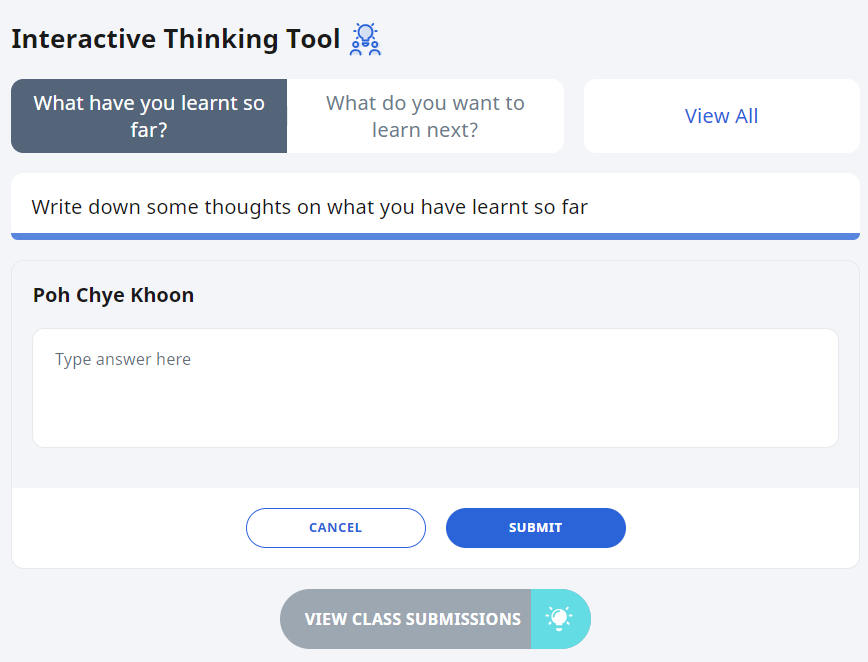 Interactive Thinking Tool
What have you learnt so
far?
What do you want to
learn next?
View All
Write down some thoughts on what you have learnt so far
Poh Chye Khoon
Type answer here
CANCEL
SUBMIT
VIEW CLASS SUBMISSIONS